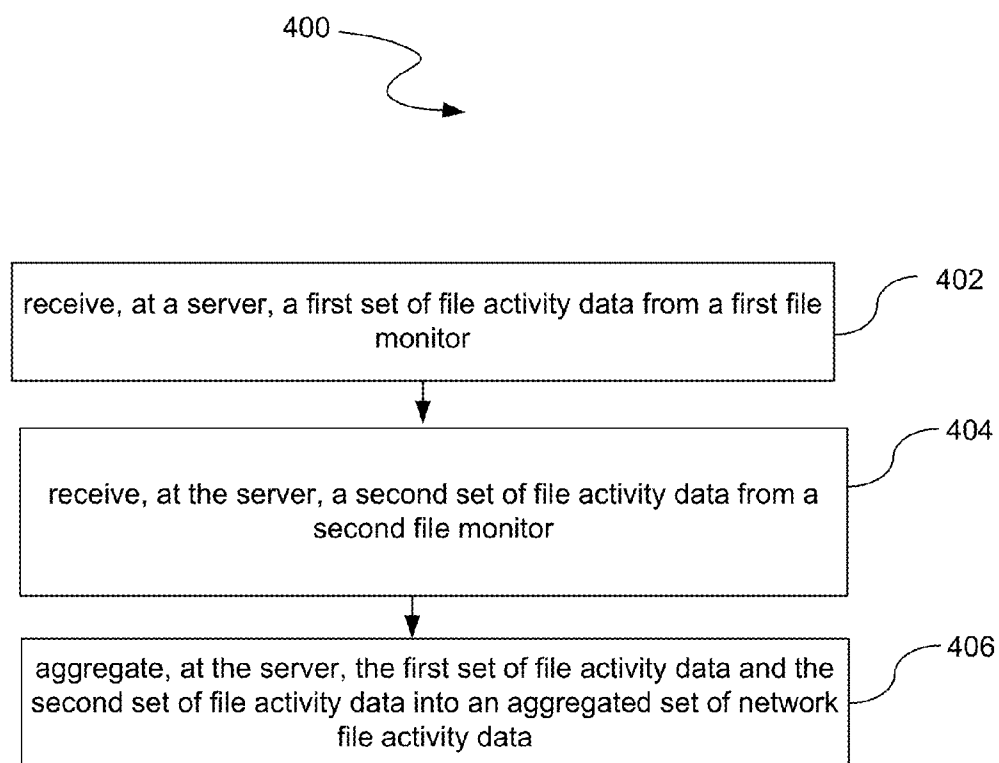 400
receive, at a server, a first set of file activity data from a first file
monitor
402
receive, at the server, a second set of file activity data from a
second file monitor
404
aggregate, at the server, the first set of file activity data and the
second set of file activity data into an aggregated set of network
file activity data
406